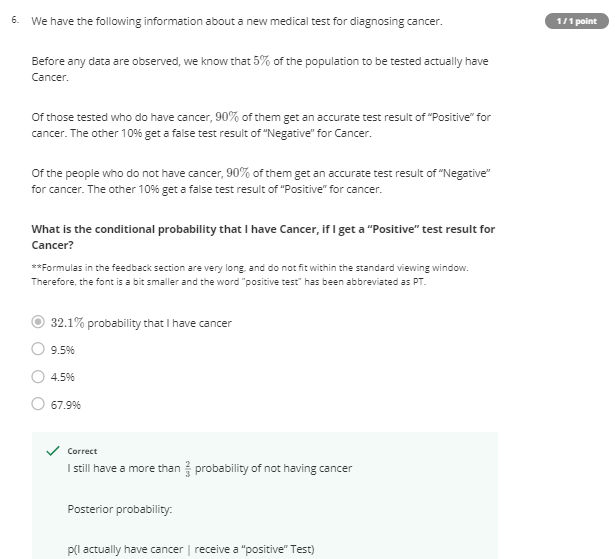 6. We have the following information about a new medical test for diagnosing cancer.
1 / 1 point
Before any data are observed, we know that 5% of the population to be tested actually have
Cancer.
Of those tested who do have cancer, 90% of them get an accurate test result of "Positive" for
cancer. The other 10% get a false test result of "Negative" for Cancer.
Of the people who do not have cancer, 90% of them get an accurate test result of "Negative"
for cancer. The other 10% get a false test result of "Positive" for cancer.
What is the conditional probability that I have Cancer, if I get a "Positive" test result for
Cancer?
**Formulas in the feedback section are very long, and do not fit within the standard viewing window.
Therefore, the font is a bit smaller and the word "positive test" has been abbreviated as PT.
32.1% probability that I have cancer
9.5%
4.5%
67.9%
Correct
I still have a more than 2/3 probability of not having cancer
Posterior probability:
p(I actually have cancer | receive a "positive" Test)